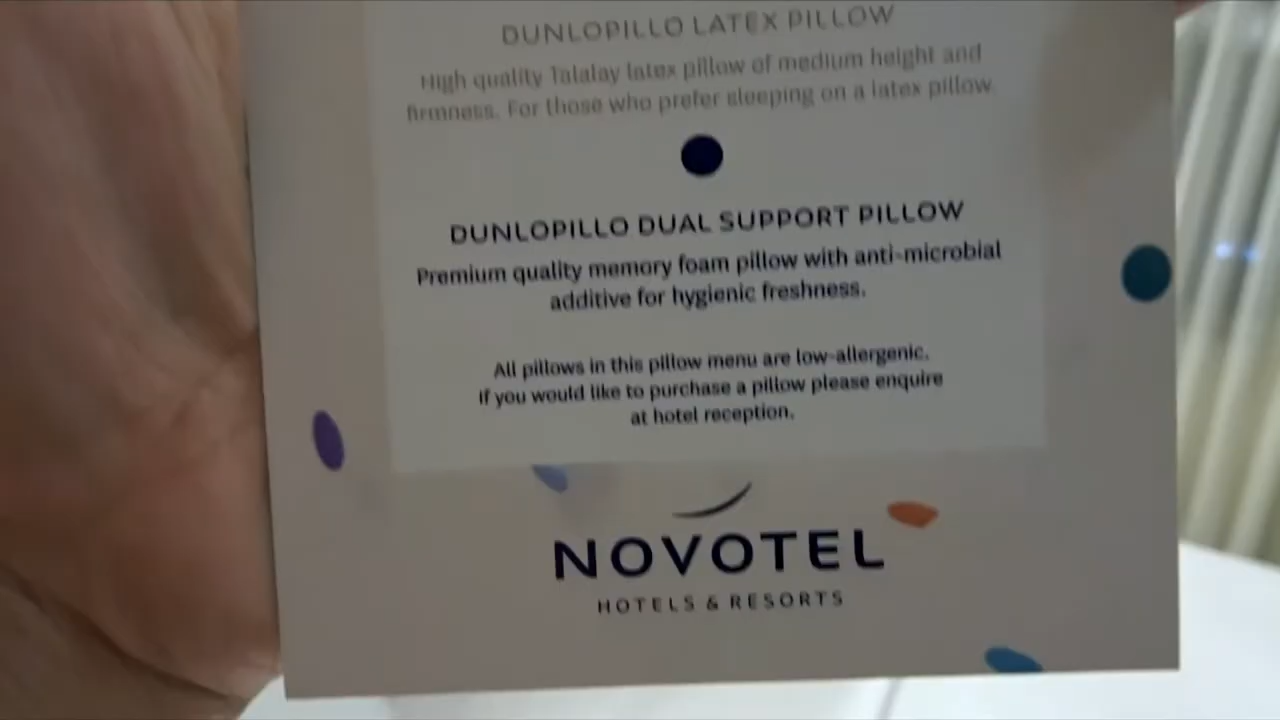 DUNLOPILLO LATEX PILLOW
High quality Talalay latex pillow of medium height and
firmness. For those who prefer sleeping on a latex pillow.
DUNLOPILLO DUAL SUPPORT PILLOW
Premium quality memory foam pillow with anti-microbial
additive for hygienic freshness.
All pillows in this pillow menu are low-allergenic.
If you would like to purchase a pillow please enquire
at hotel reception.
NOVOTEL
HOTELS & RESORTS